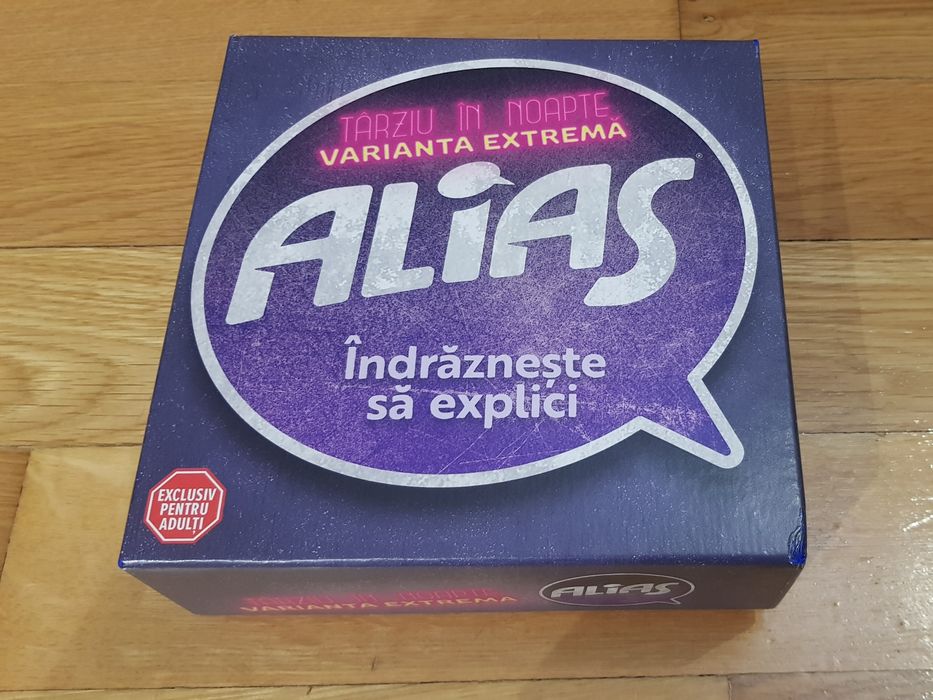 TÂRZIU ÎN NOAPTE
VARIANTA EXTREMĂ
ALiAS®
Îndrăznește
să explici
EXCLUSIV
PENTRU
ADULȚI
TÂRZIU ÎN NOAPTE
VARIANTA EXTREMĂ
ALiAS